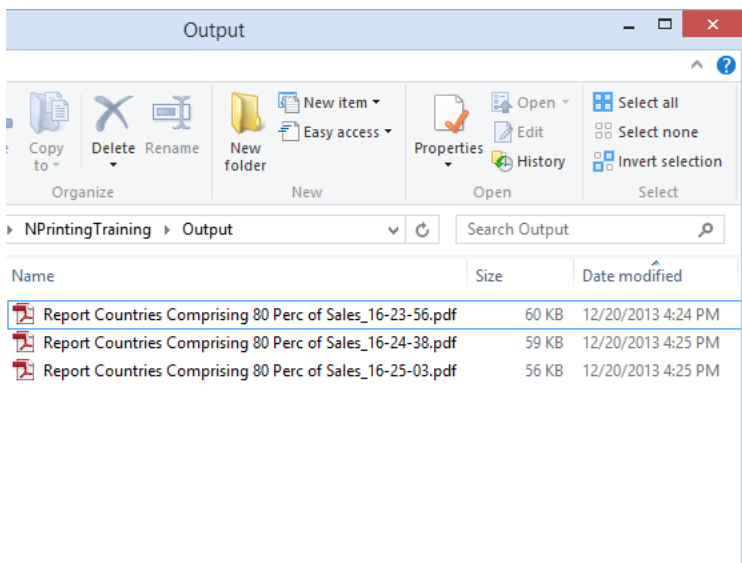 Output
New item
Open
Select all
Easy access
Edit
Select none
Copy to
Delete
Rename
New folder
Properties
History
Invert selection
Organize
New
Open
Select
NPrintingTraining
Output
Search Output
Name
Size
Date modified
Report Countries Comprising 80 Perc of Sales_16-23-56.pdf 60 KB 12/20/2013 4:24 PM
Report Countries Comprising 80 Perc of Sales_16-24-38.pdf 59 KB 12/20/2013 4:25 PM
Report Countries Comprising 80 Perc of Sales_16-25-03.pdf 56 KB 12/20/2013 4:25 PM